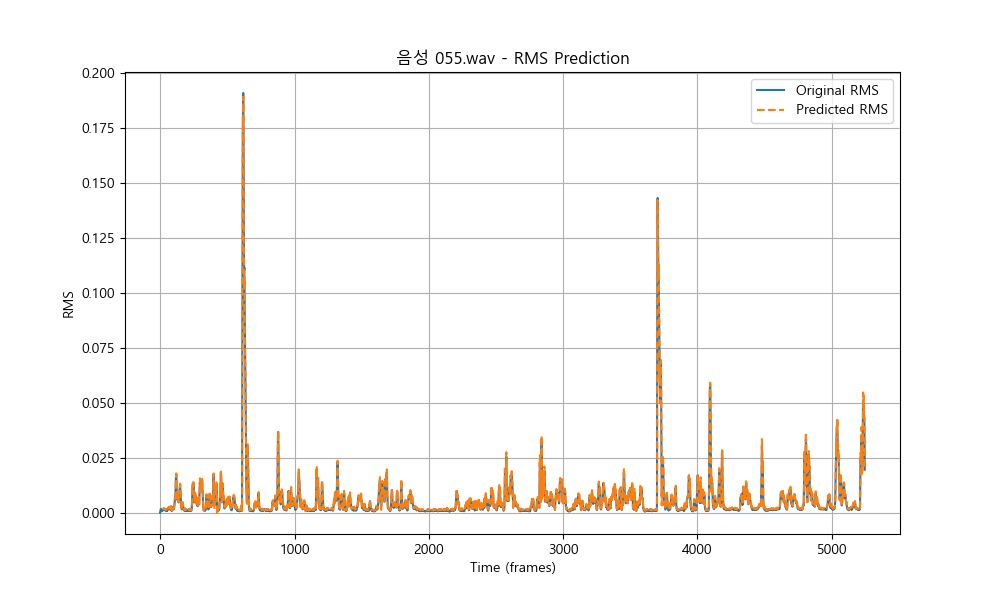 음성 055.wav - RMS Prediction
Original RMS
Predicted RMS
RMS
0.200
0.175
0.150
0.125
0.100
0.075
0.050
0.025
0.000
0 1000 2000 3000 4000 5000
Time (frames)